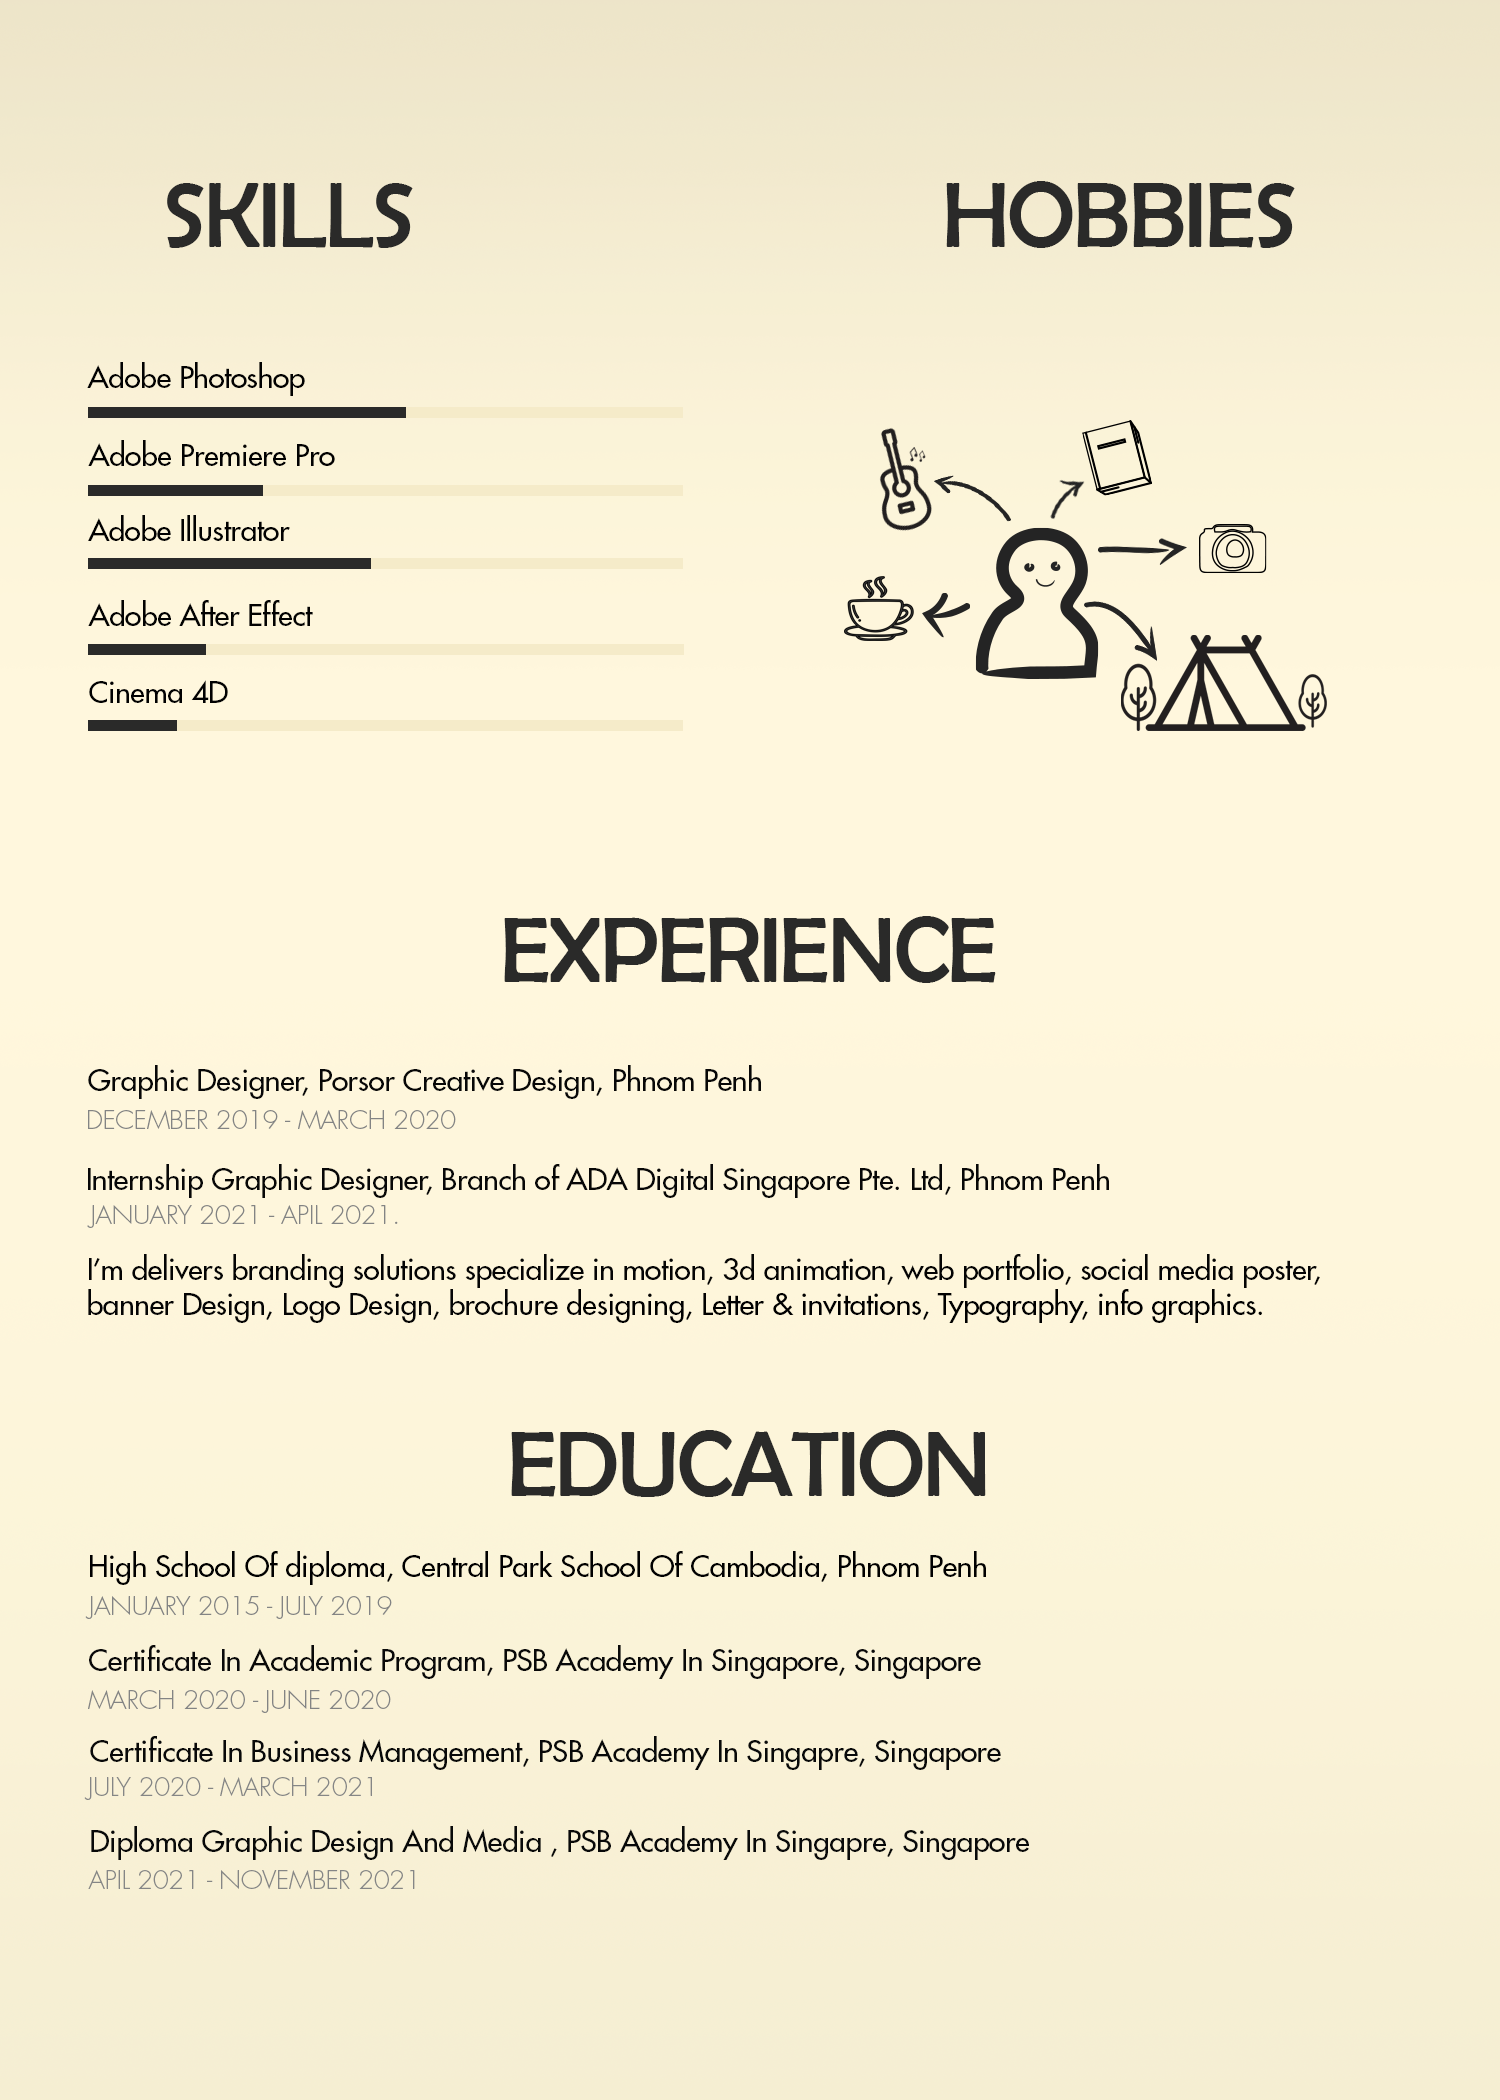 SKILLS
HOBBIES
Adobe Photoshop
Adobe Premiere Pro
Adobe Illustrator
Adobe After Effect
Cinema 4D
EXPERIENCE
Graphic Designer, Porsor Creative Design, Phnom Penh
DECEMBER 2019 - MARCH 2020
Internship Graphic Designer, Branch of ADA Digital Singapore Pte. Ltd, Phnom Penh
JANUARY 2021 - APIL 2021.
I’m delivers branding solutions specialize in motion, 3d animation, web portfolio, social media poster,
banner Design, Logo Design, brochure designing, Letter & invitations, Typography, info graphics.
EDUCATION
High School Of diploma, Central Park School Of Cambodia, Phnom Penh
JANUARY 2015 - JULY 2019
Certificate In Academic Program, PSB Academy In Singapore, Singapore
MARCH 2020 - JUNE 2020
Certificate In Business Management, PSB Academy In Singapre, Singapore
JULY 2020 - MARCH 2021
Diploma Graphic Design And Media , PSB Academy In Singapre, Singapore
APIL 2021 - NOVEMBER 2021